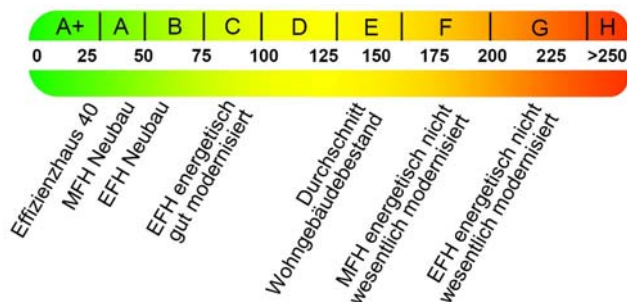 A+ A B C D E F G H
0 25 50 75 100 125 150 175 200 225 >250
Effizienzhaus 40
MFH Neubau
EFH Neubau
EFH energetisch
gut modernisiert
Durchschnitt
Wohngebäudebestand
MFH energetisch nicht
wesentlich modernisiert
EFH energetisch nicht
wesentlich modernisiert